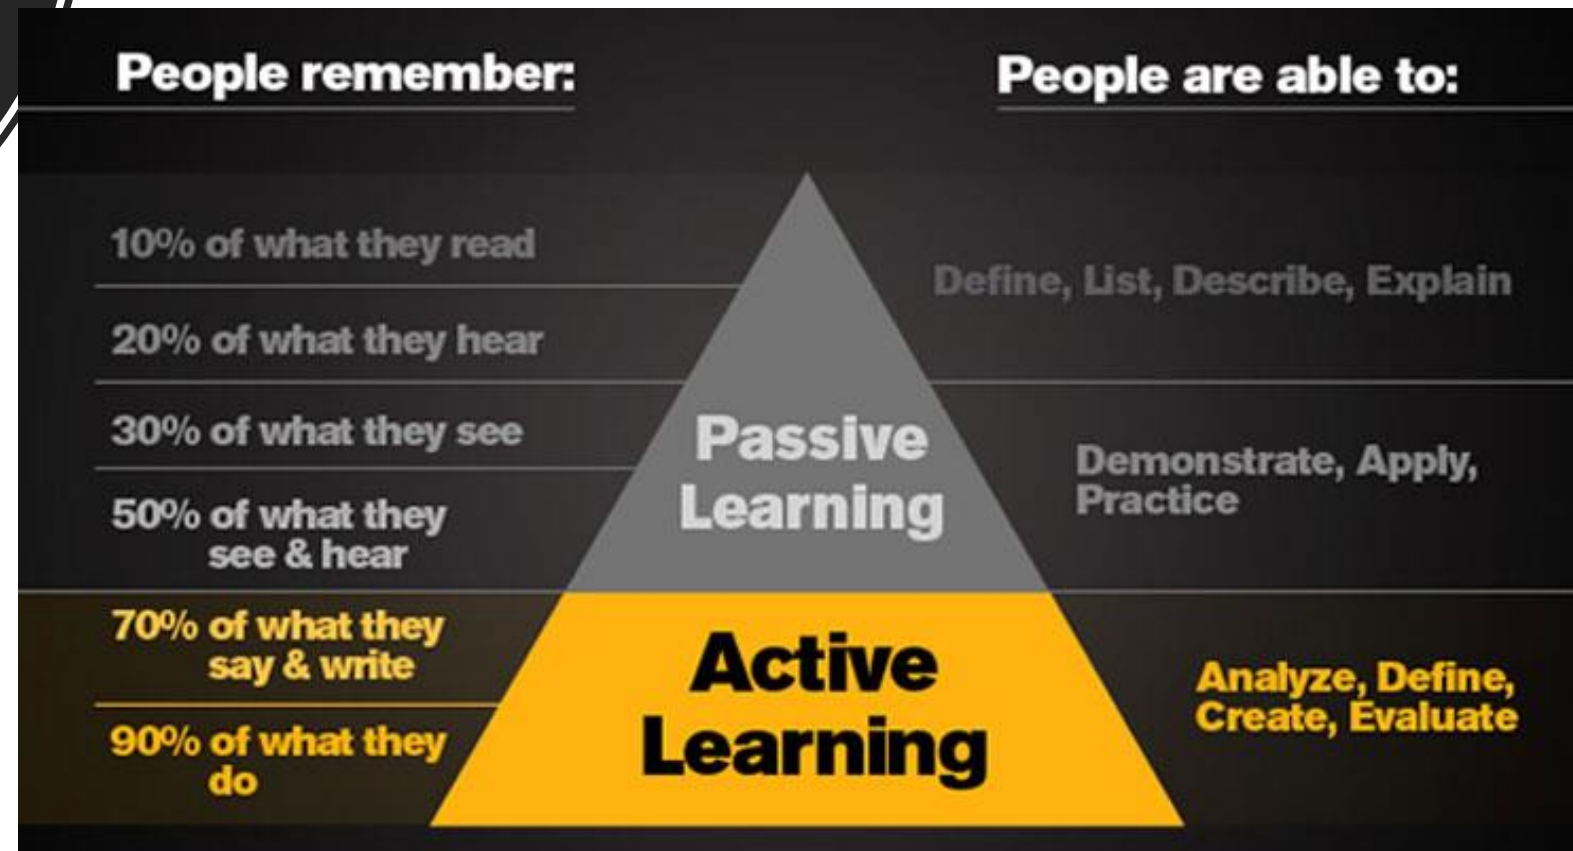 People remember:
People are able to:
10% of what they read
20% of what they hear
Define, List, Describe, Explain
30% of what they see
50% of what they
see & hear
Passive
Learning
Demonstrate, Apply,
Practice
70% of what they
say & write
90% of what they
do
Active
Learning
Analyze, Define,
Create, Evaluate